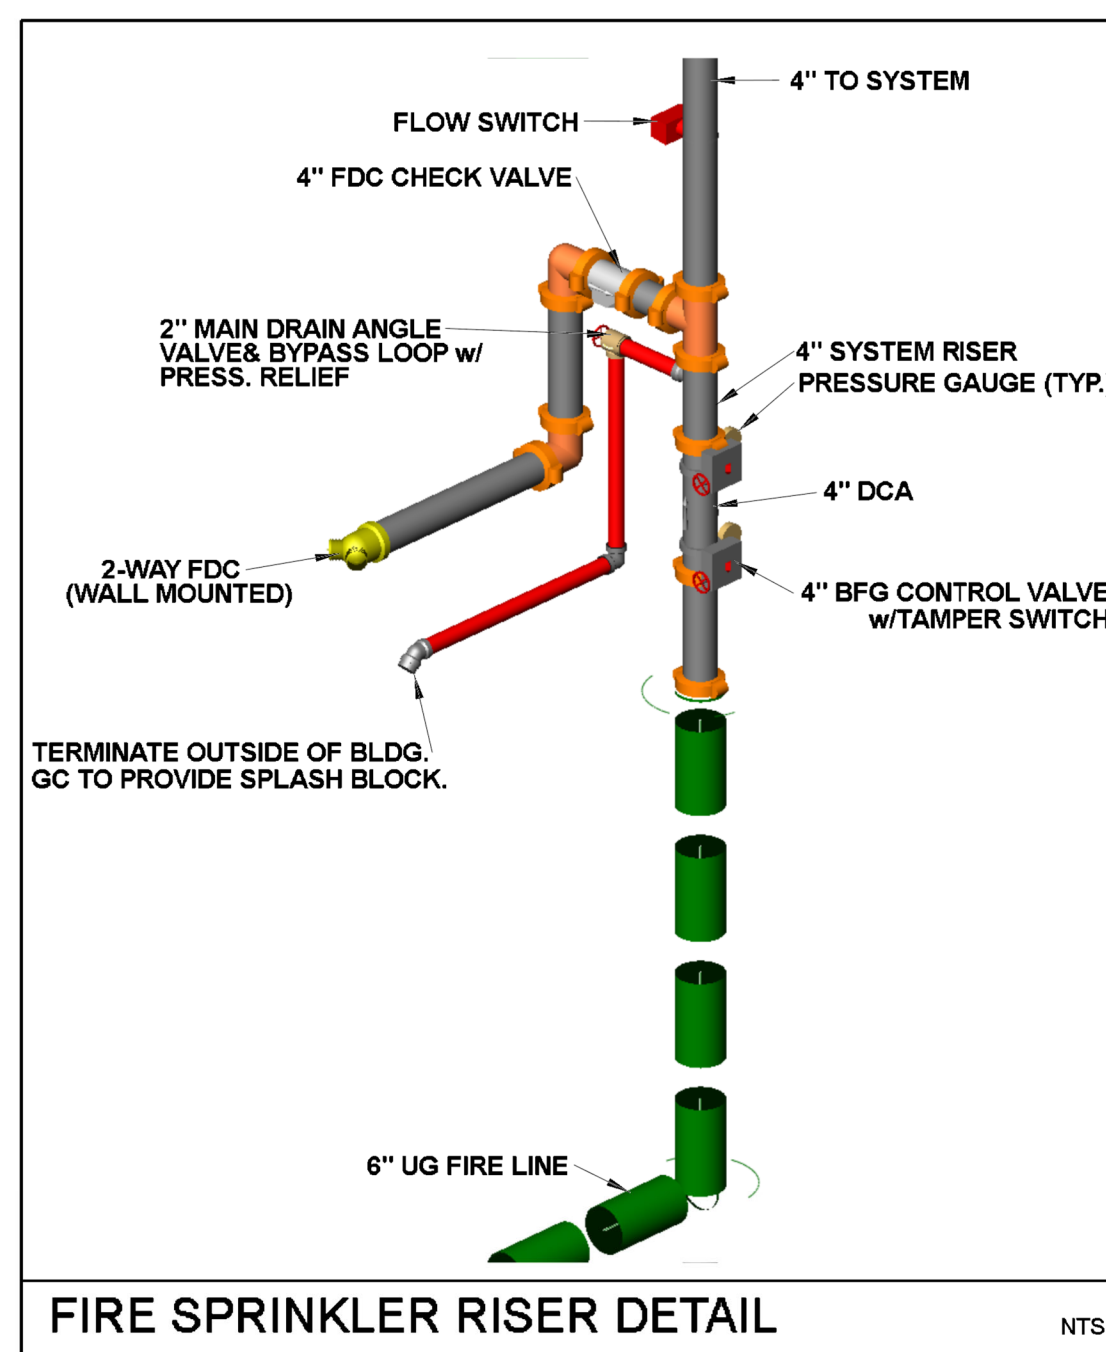 4" TO SYSTEM
FLOW SWITCH
4" FDC CHECK VALVE
2" MAIN DRAIN ANGLE
VALVE& BYPASS LOOP w/
PRESS. RELIEF
4" SYSTEM RISER
PRESSURE GAUGE (TYP.
4" DCA
2-WAY FDC
(WALL MOUNTED)
4" BFG CONTROL VALVE
w/TAMPER SWITCH
TERMINATE OUTSIDE OF BLDG.
GC TO PROVIDE SPLASH BLOCK.
6" UG FIRE LINE
FIRE SPRINKLER RISER DETAIL
NTS